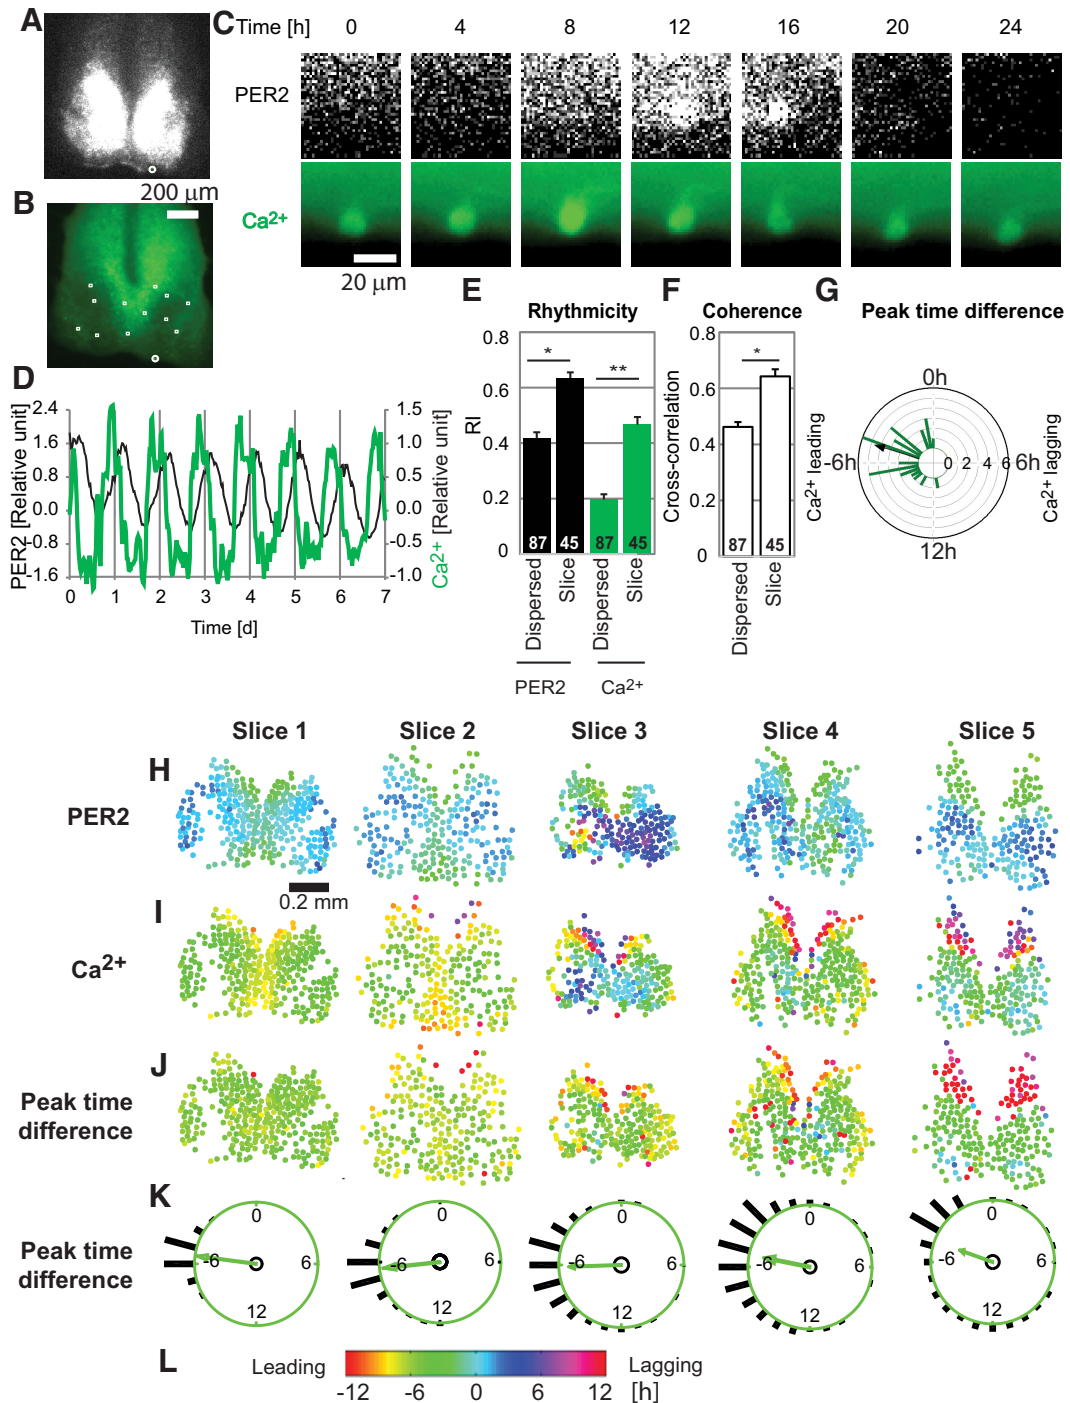 A
200 μm
B
C
Time [h] 0 4 8 12 16 20 24
PER2
Ca2+
20 μm
D
PER2 [Relative unit]
2.4
1.6
0.8
0.0
-0.8
-1.6
1.5
1.0
0.5
0.0
-0.5
-1.0
Ca2+ [Relative unit]
0 1 2 3 4 5 6 7
Time [d]
E
Rhythmicity
RI
0.8
0.6
0.4
0.2
0
* **
87 45 87 45
Dispersed Slice Dispersed Slice
PER2 Ca2+
F
Coherence
Cross-correlation
0.8
0.6
0.4
0.2
0
*
87 45
Dispersed Slice
G
Peak time difference
0h
Ca2+ leading
-6h
0 2 4 6
6h
Ca2+ lagging
12h
Slice 1 Slice 2 Slice 3 Slice 4 Slice 5
H
PER2
0.2 mm
I
Ca2+
J
Peak time
difference
K
Peak time
difference
0 -6 6 12
0 -6 6 12
0 -6 6 12
0 -6 6 12
0 -6 6 12
L
Leading Lagging
-12 -6 0 6 12 [h]